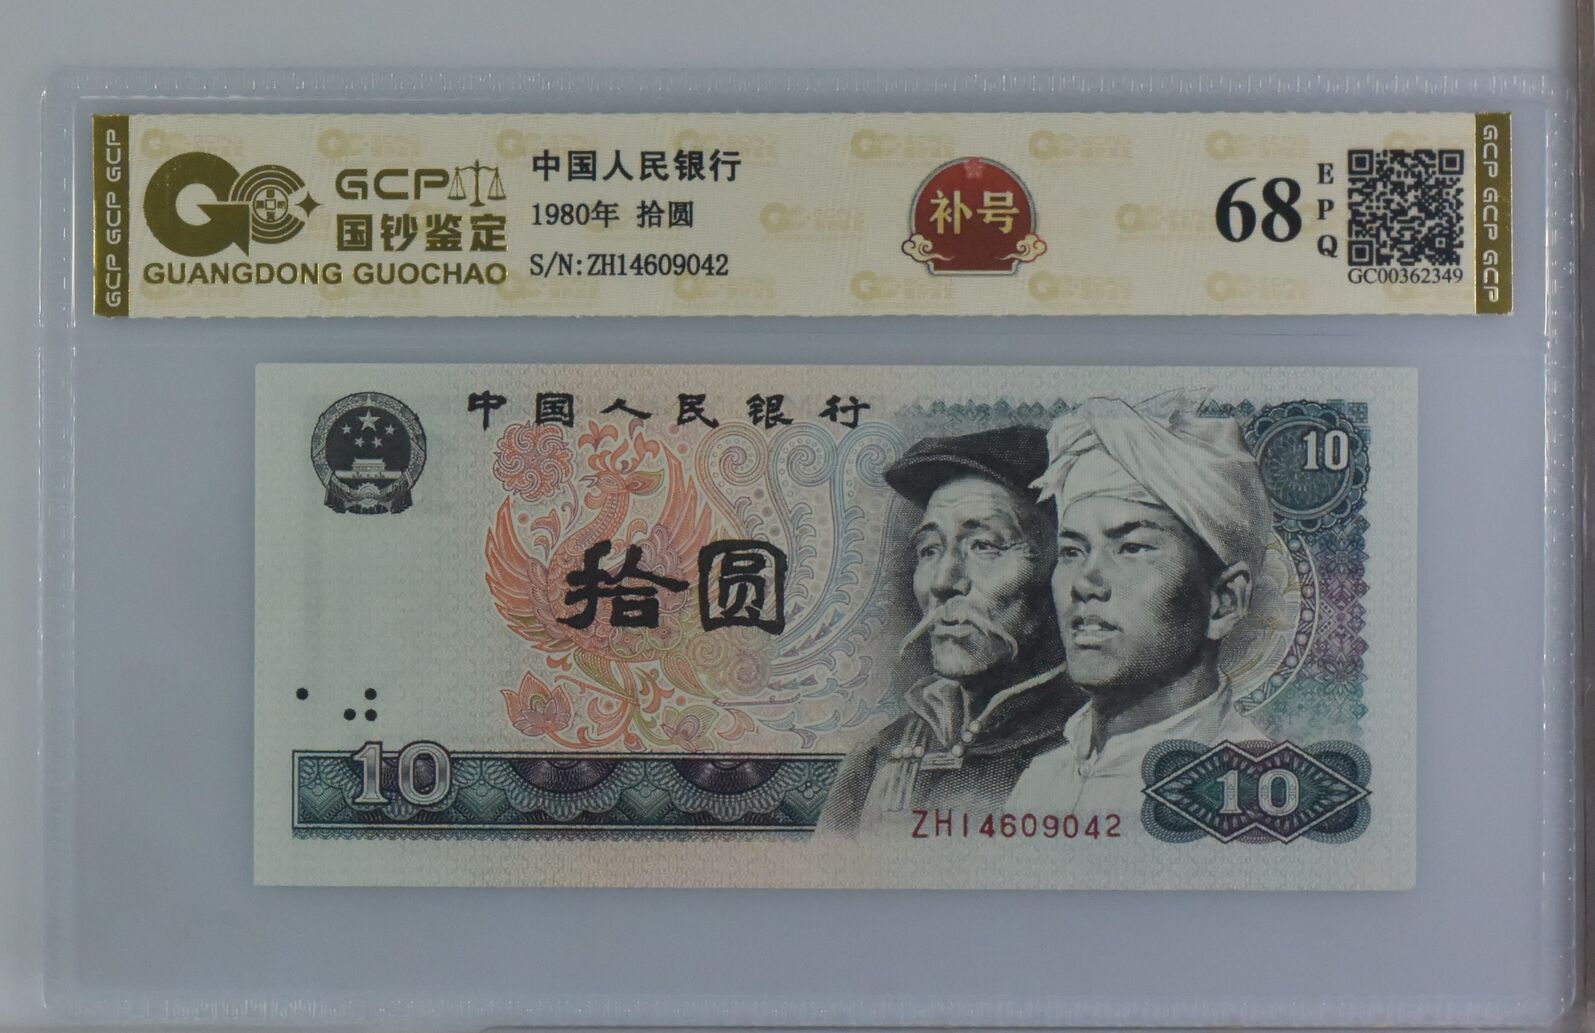 GCP GCP GCP
GCP
国钞鉴定
GUANGDONG GUOCHAO
中国人民银行
1980年 拾圆
S/N:ZH14609042
补号
68
EPQ
GC00362349
GCP GCP GCP
中国人民银行
10
拾圆
10
ZH14609042
10